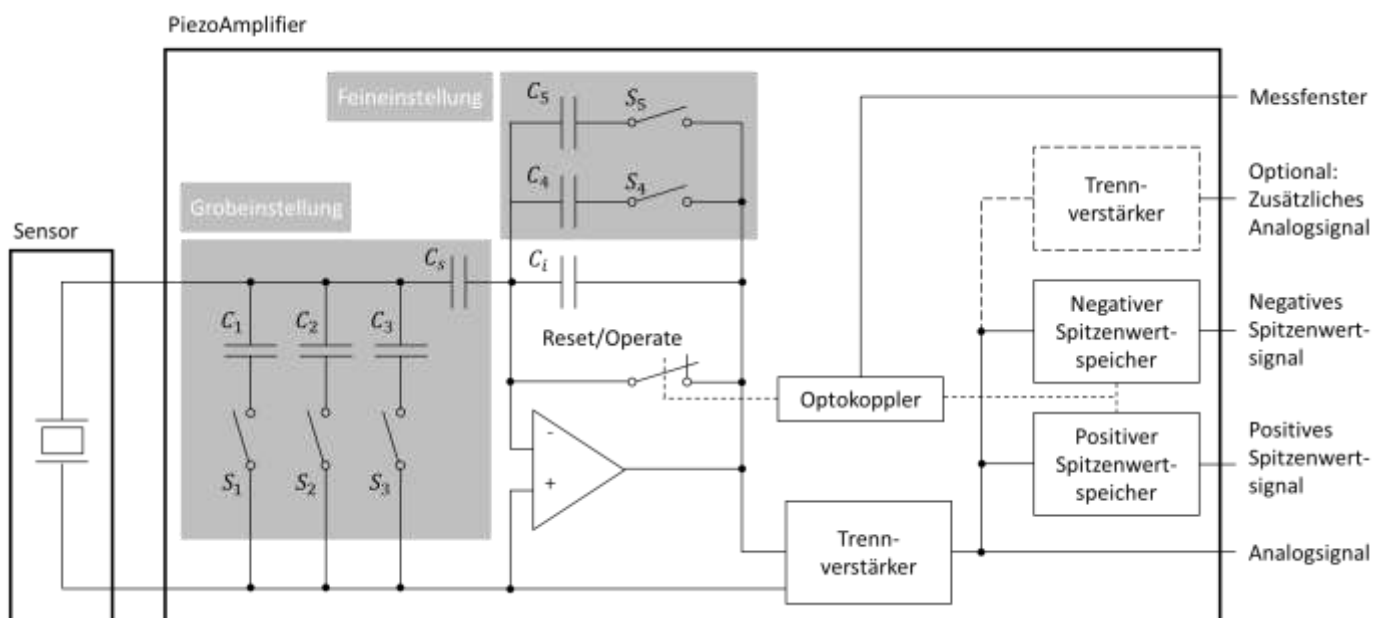 PiezoAmplifier
Feineinstellung
C₅
S₅
Messfenster
C₄
S₄
Trenn-
verstärker
Optional:
Zusätzliches
Analogsignal
Grobeinstellung
Sensor
Cₛ
Cᵢ
C₁
C₂
C₃
Reset/Operate
Negativer
Spitzenwert-
speicher
Negatives
Spitzenwert-
signal
Optokoppler
-
+
S₁
S₂
S₃
Positiver
Spitzenwert-
speicher
Positives
Spitzenwert-
signal
Trenn-
verstärker
Analogsignal